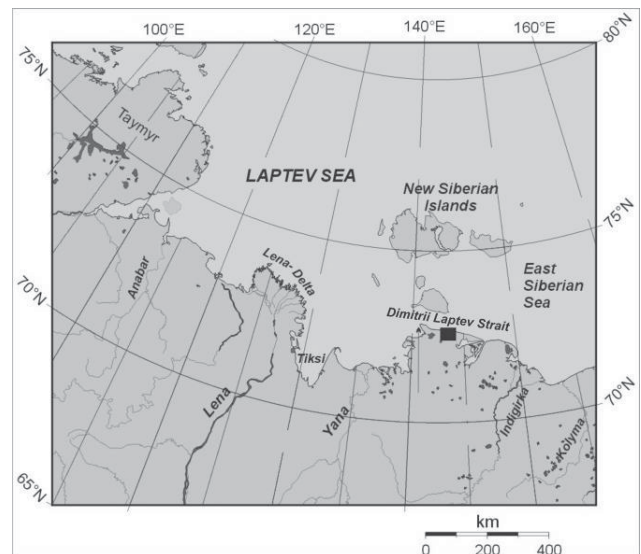 100°E
120°E
140°E
160°E
80°N
75°N
Taymyr
LAPTEV SEA
New Siberian
Islands
75°N
Lena- Delta
East
Siberian
Sea
Anabar
Dimitrii Laptev Strait
70°N
Tiksi
Lena
Yana
Indigirka
Kolyma
70°N
65°N
km
0 200 400